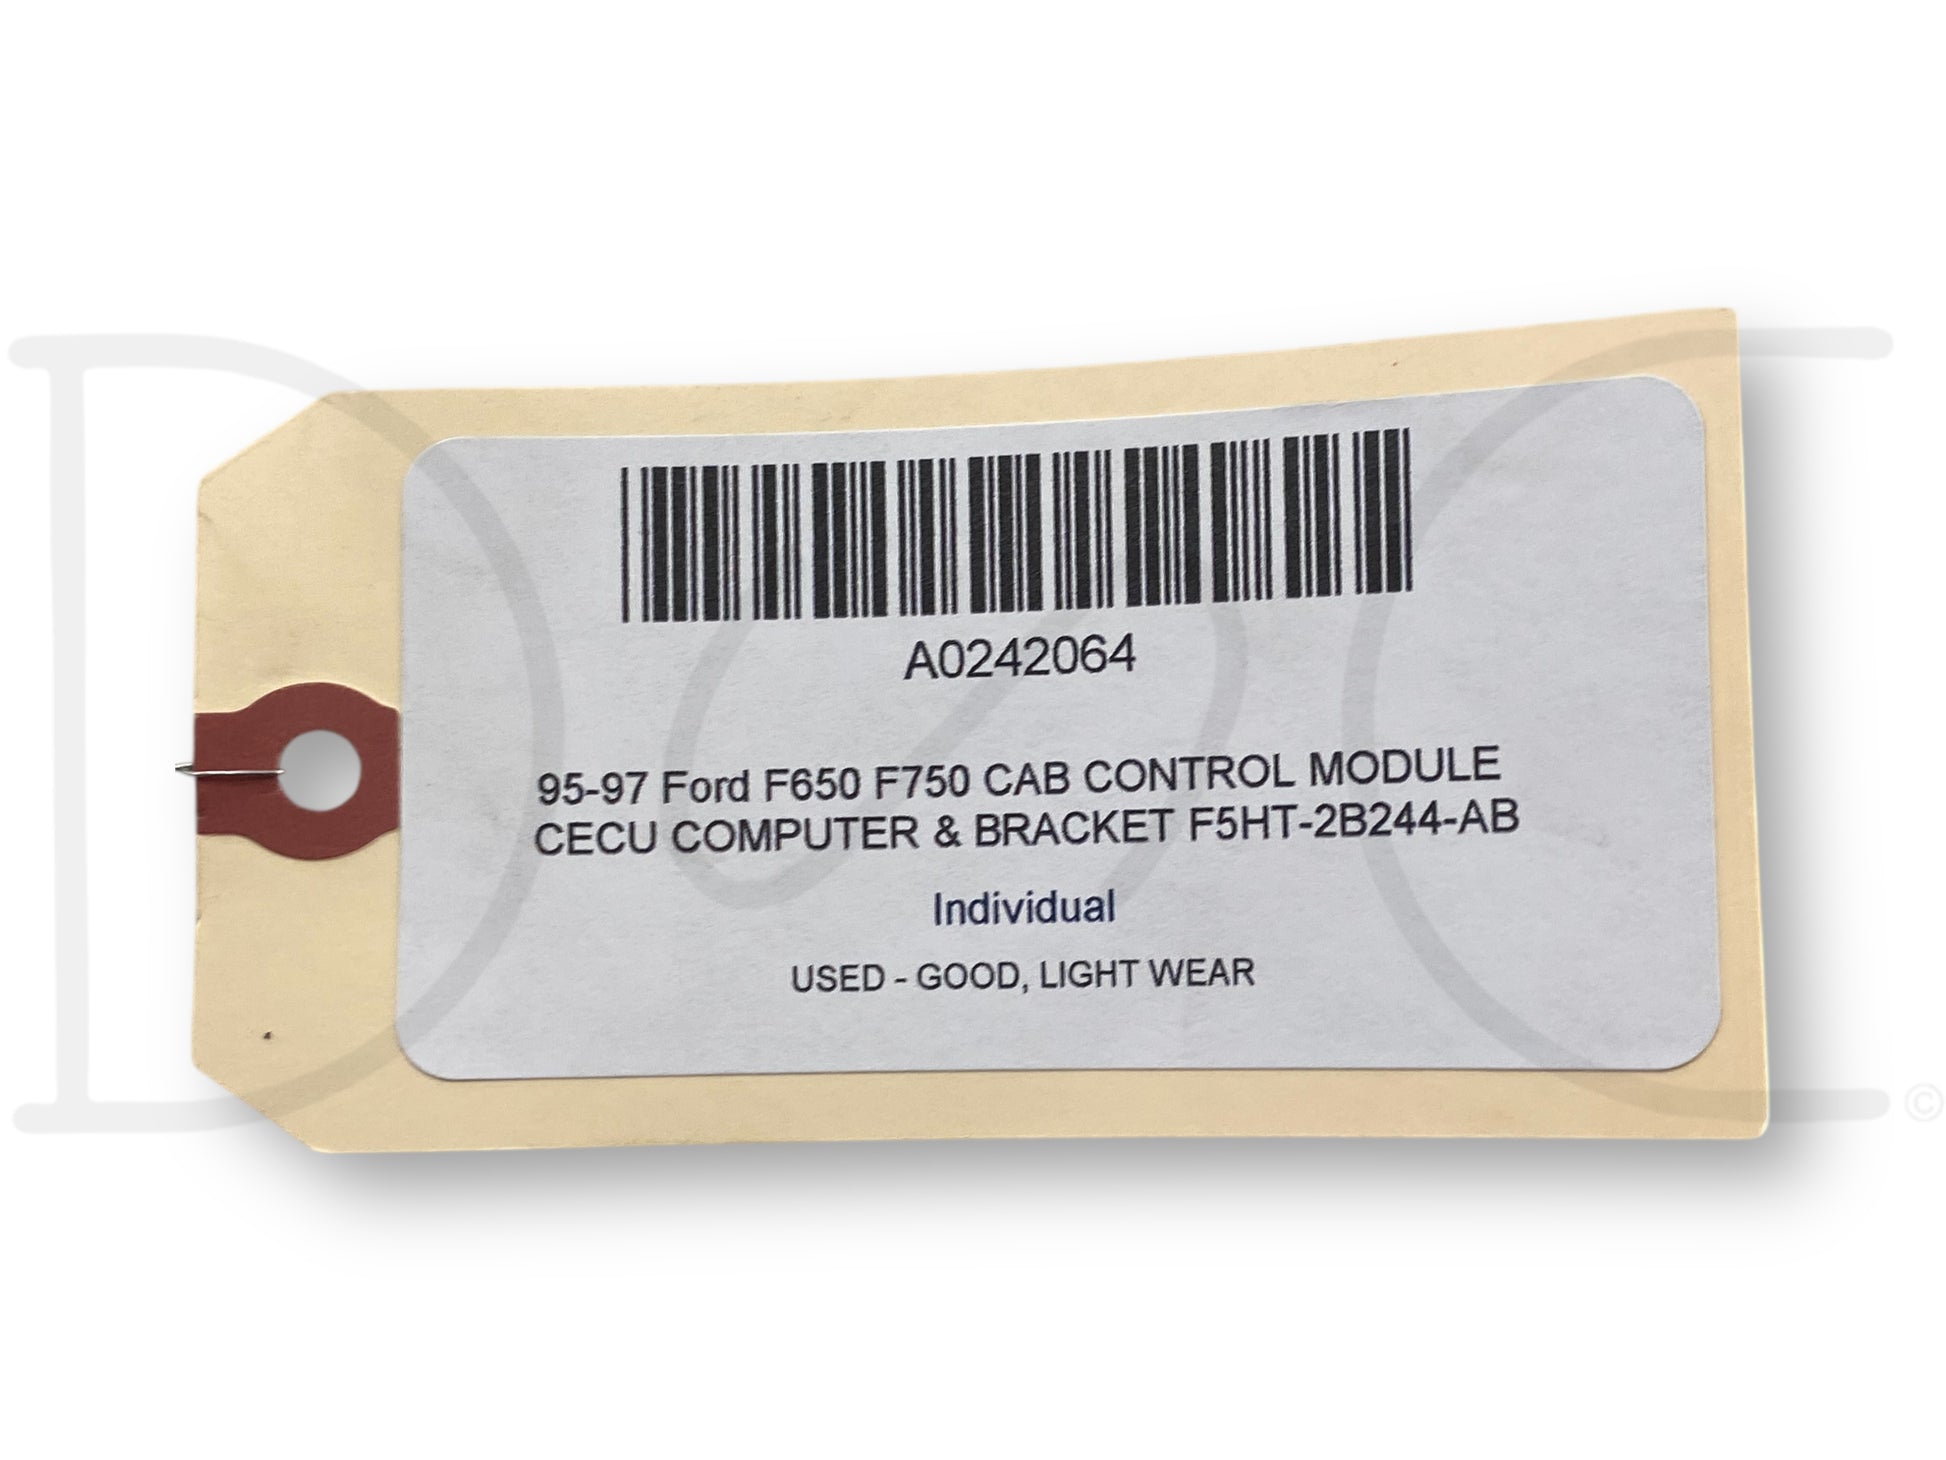 A0242064
95-97 Ford F650 F750 CAB CONTROL MODULE
CECU COMPUTER & BRACKET F5HT-2B244-AB
Individual
USED - GOOD, LIGHT WEAR
D C
©